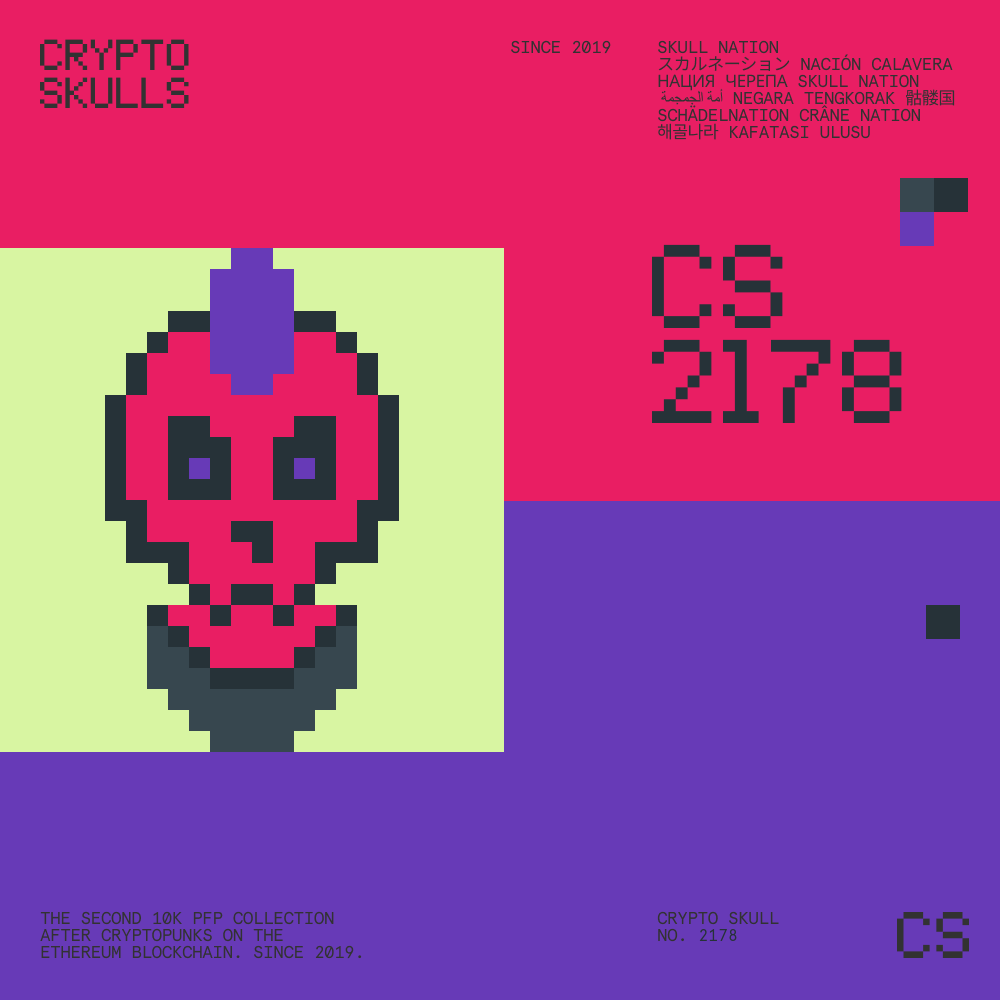 CRYPTO
SKULLS
SINCE 2019
SKULL NATION
スカルネーション NACIÓN CALAVERA
НАЦИЯ ЧЕРЕПА SKULL NATION
أمة الجمجمة NEGARA TENGKORAK 骷髅国
SCHÄDELNATION CRÂNE NATION
해골나라 KAFATASI ULUSU
CS
2178
THE SECOND 10K PFP COLLECTION
AFTER CRYPTOPUNKS ON THE
ETHEREUM BLOCKCHAIN. SINCE 2019.
CRYPTO SKULL
NO. 2178
CS